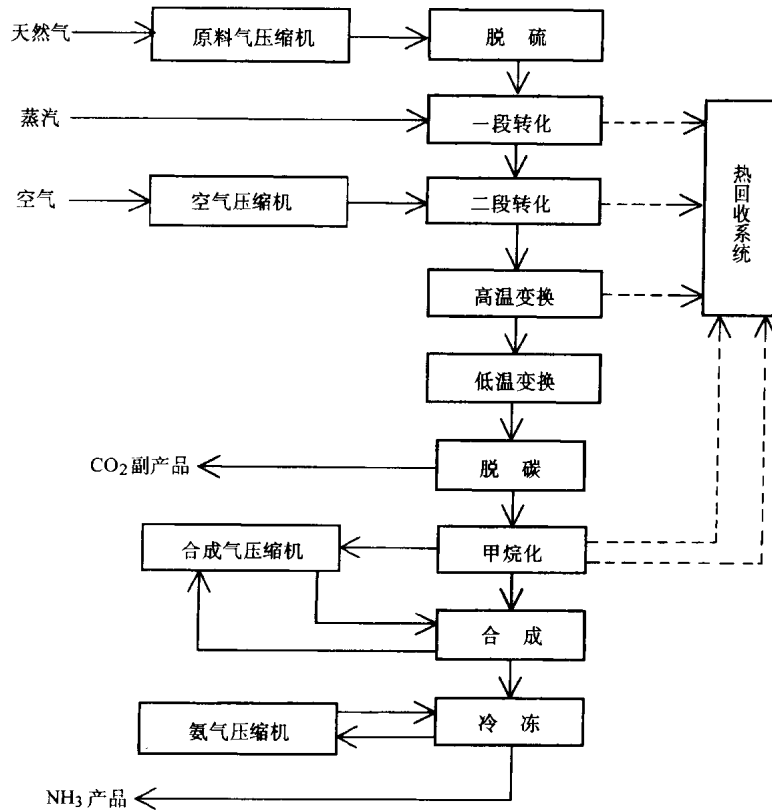 天然气
原料气压缩机
脱 硫
蒸汽
一段转化
空气
空气压缩机
二段转化
热回收系统
高温变换
低温变换
CO₂副产品
脱 碳
合成气压缩机
甲烷化
合 成
氨气压缩机
冷 冻
NH₃产品